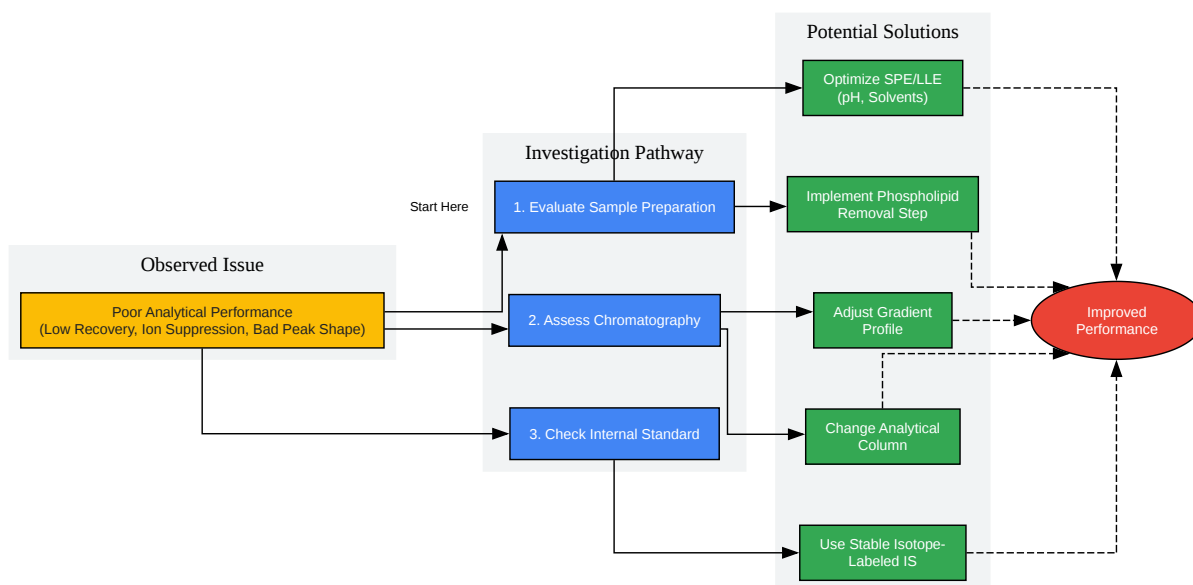 Observed Issue
Poor Analytical Performance
(Low Recovery, Ion Suppression, Bad Peak Shape)
Start Here
Investigation Pathway
1. Evaluate Sample Preparation
2. Assess Chromatography
3. Check Internal Standard
Potential Solutions
Optimize SPE/LLE
(pH, Solvents)
Implement Phospholipid
Removal Step
Adjust Gradient
Profile
Change Analytical
Column
Use Stable Isotope-
Labeled IS
Improved
Performance